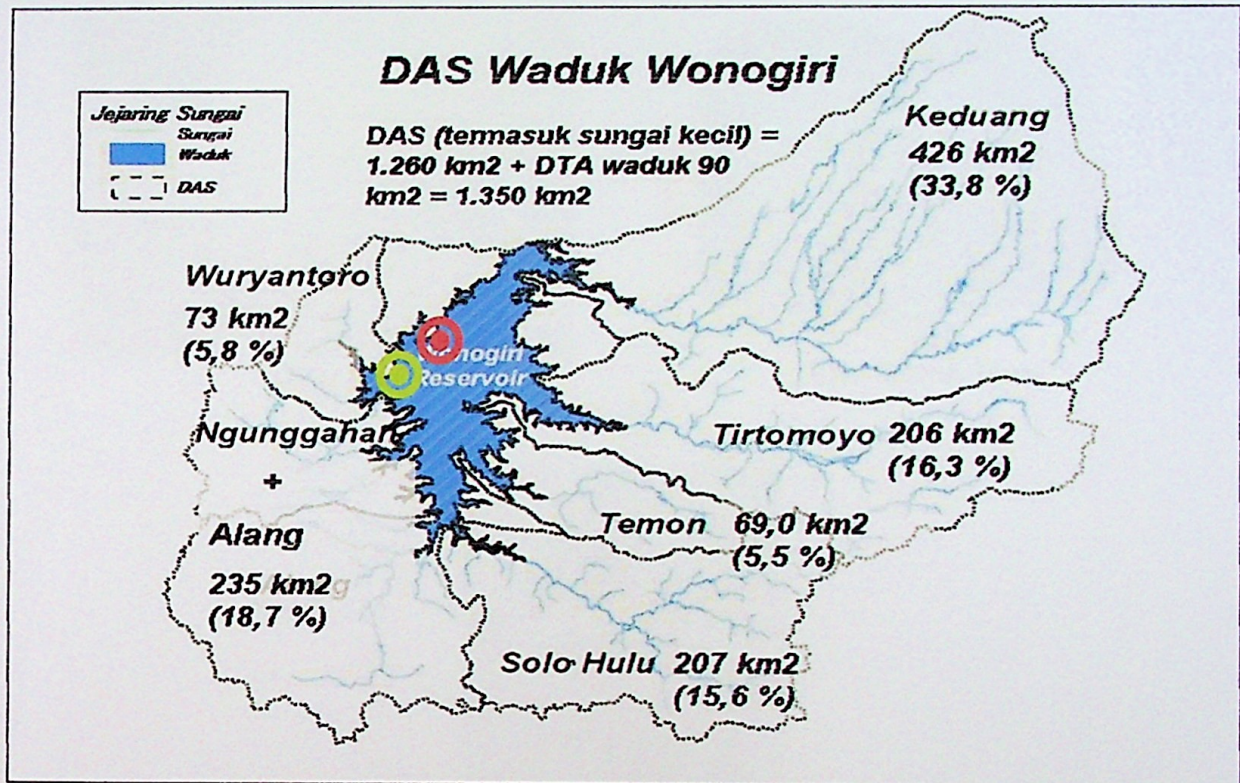 DAS Waduk Wonogiri
Jejaring Sungai
Sungai
Waduk
DAS
DAS (termasuk sungai kecil) =
1.260 km2 + DTA waduk 90
km2 = 1.350 km2
Keduang
426 km2
(33,8 %)
Wuryantoro
73 km2
(5,8 %)
Wonogiri
Reservoir
Ngunggahan
+
Alang
235 km2
(18,7 %)
Tirtomoyo 206 km2
(16,3 %)
Temon 69,0 km2
(5,5 %)
Solo Hulu 207 km2
(15,6 %)